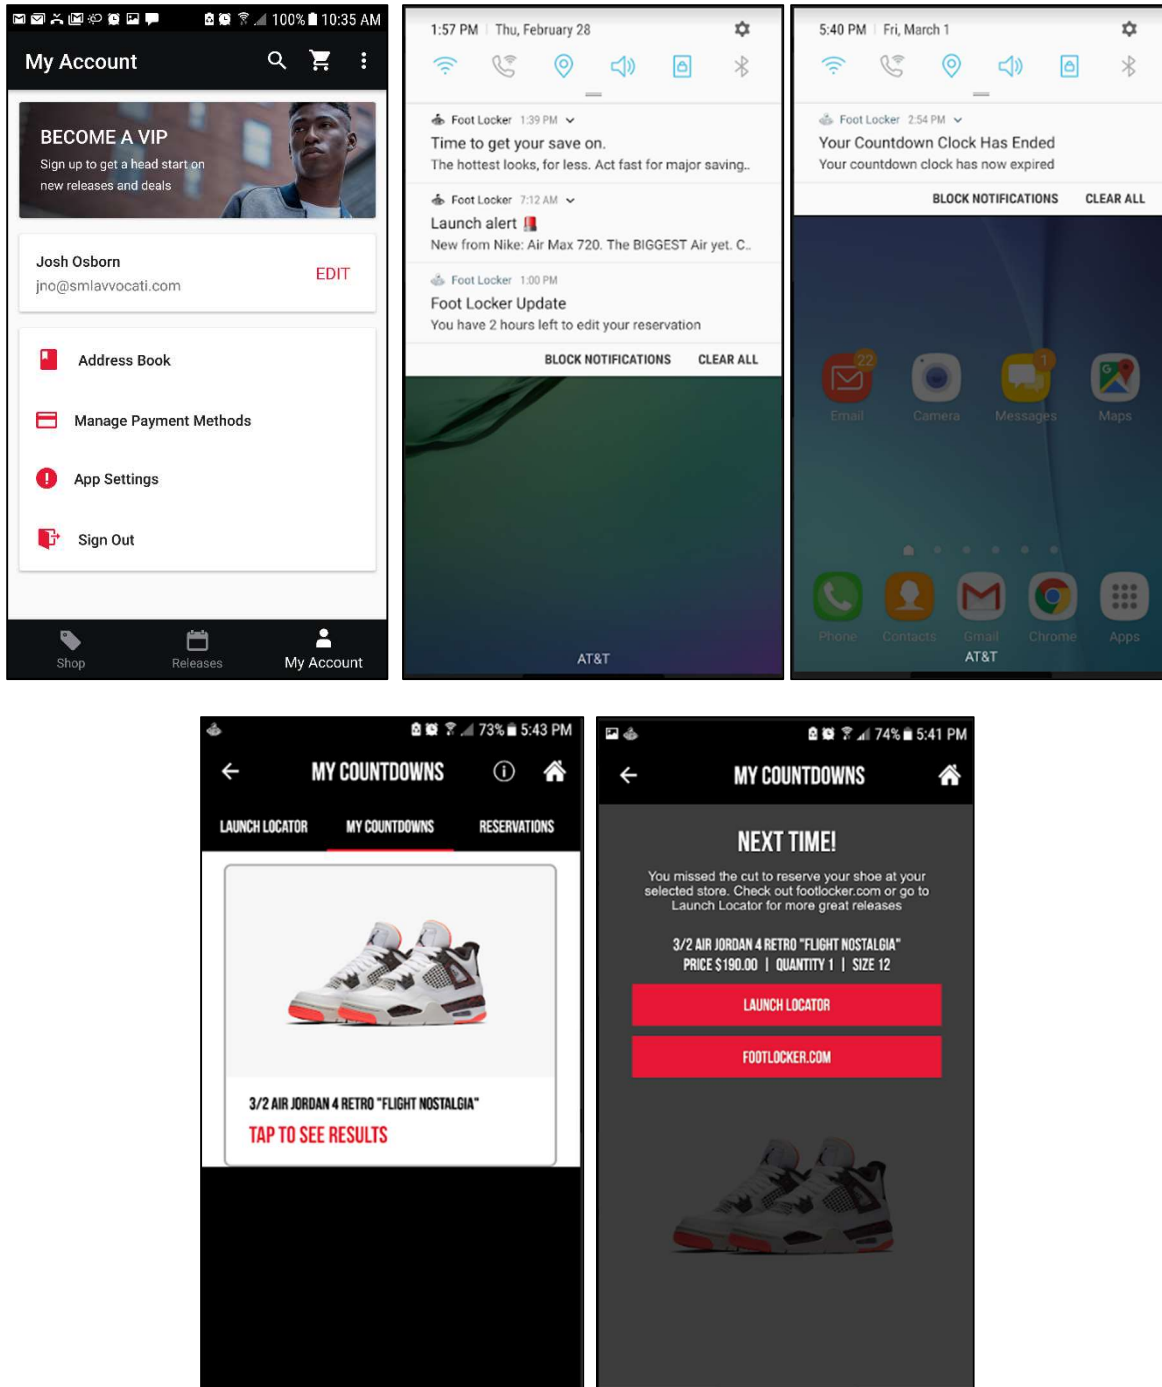 100% 10:35 AM
My Account
BECOME A VIP
Sign up to get a head start on
new releases and deals
Josh Osborn
jno@smlavvocati.com
EDIT
Address Book
Manage Payment Methods
App Settings
Sign Out
Shop Releases My Account
1:57 PM | Thu, February 28
Foot Locker 1:39 PM
Time to get your save on.
The hottest looks, for less. Act fast for major saving..
Foot Locker 7:12 AM
Launch alert
New from Nike: Air Max 720. The BIGGEST Air yet. C..
Foot Locker 1:00 PM
Foot Locker Update
You have 2 hours left to edit your reservation
BLOCK NOTIFICATIONS CLEAR ALL
AT&T
5:40 PM | Fri, March 1
Foot Locker 2:54 PM
Your Countdown Clock Has Ended
Your countdown clock has now expired
BLOCK NOTIFICATIONS CLEAR ALL
22 1
Email Camera Messages Maps
Phone Contacts Gmail Chrome Apps
AT&T
73% 5:43 PM
MY COUNTDOWNS
LAUNCH LOCATOR MY COUNTDOWNS RESERVATIONS
3/2 AIR JORDAN 4 RETRO "FLIGHT NOSTALGIA"
TAP TO SEE RESULTS
74% 5:41 PM
MY COUNTDOWNS
NEXT TIME!
You missed the cut to reserve your shoe at your
selected store. Check out footlocker.com or go to
Launch Locator for more great releases
3/2 AIR JORDAN 4 RETRO "FLIGHT NOSTALGIA"
PRICE $190.00 | QUANTITY 1 | SIZE 12
LAUNCH LOCATOR
FOOTLOCKER.COM